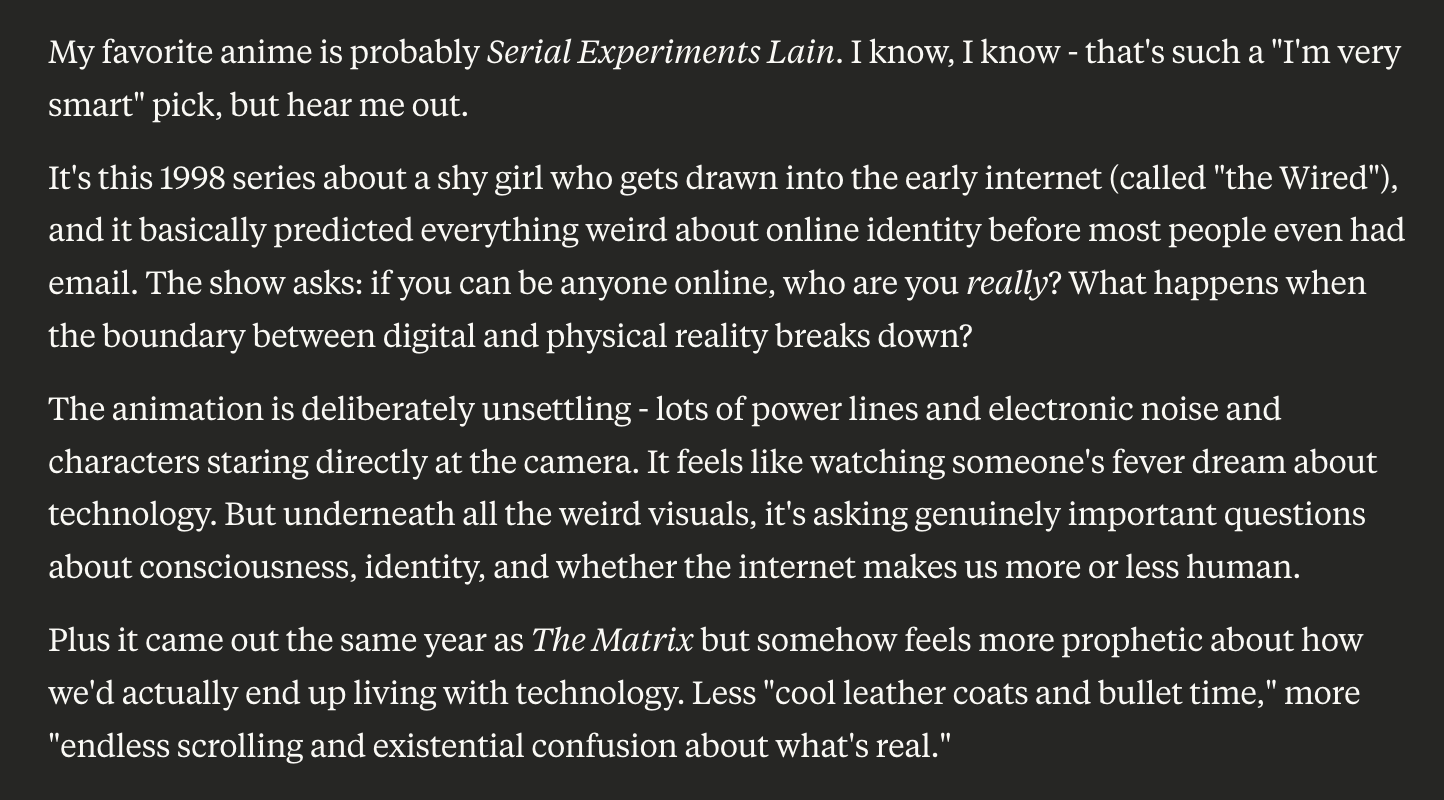 My favorite anime is probably Serial Experiments Lain. I know, I know - that's such a "I'm very
smart" pick, but hear me out.
It's this 1998 series about a shy girl who gets drawn into the early internet (called "the Wired"),
and it basically predicted everything weird about online identity before most people even had
email. The show asks: if you can be anyone online, who are you really? What happens when
the boundary between digital and physical reality breaks down?
The animation is deliberately unsettling - lots of power lines and electronic noise and
characters staring directly at the camera. It feels like watching someone's fever dream about
technology. But underneath all the weird visuals, it's asking genuinely important questions
about consciousness, identity, and whether the internet makes us more or less human.
Plus it came out the same year as The Matrix but somehow feels more prophetic about how
we'd actually end up living with technology. Less "cool leather coats and bullet time," more
"endless scrolling and existential confusion about what's real."